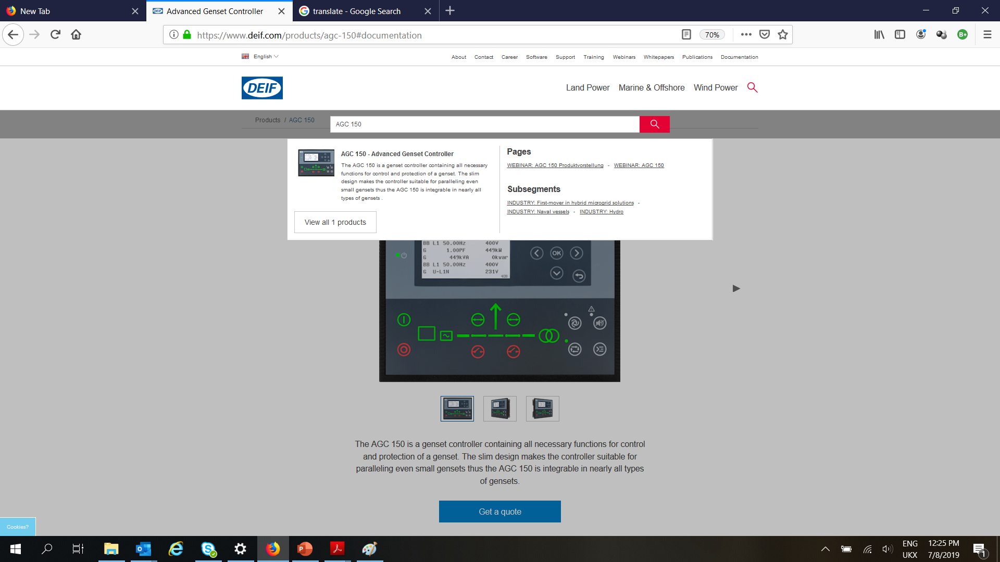 New Tab
Advanced Genset Controller
translate - Google Search
https://www.deif.com/products/agc-150#documentation
70%
English
About Contact Career Software Support Training Webinars Whitepapers Publications Documentation
DEIF
Land Power Marine & Offshore Wind Power
Products / AGC 150
AGC 150
AGC 150 - Advanced Genset Controller
The AGC 150 is a genset controller containing all necessary
functions for control and protection of a genset. The slim
design makes the controller suitable for paralleling even
small gensets thus the AGC 150 is integrable in nearly all
types of gensets .
View all 1 products
Pages
WEBINAR: AGC 150 Produktvorstellung - WEBINAR: AGC 150
Subsegments
INDUSTRY: First-mover in hybrid microgrid solutions -
INDUSTRY: Naval vessels - INDUSTRY: Hydro
BB L1 50.00Hz 400V
G 1.00PF 449kW
G 449kVA 0kvar
BB L1 50.00Hz 400V
G U-L1N 231V
4/20
OK
The AGC 150 is a genset controller containing all necessary functions for control
and protection of a genset. The slim design makes the controller suitable for
paralleling even small gensets thus the AGC 150 is integrable in nearly all types
of gensets.
Get a quote
Cookies?
ENG
UKX
12:25 PM
7/8/2019
1